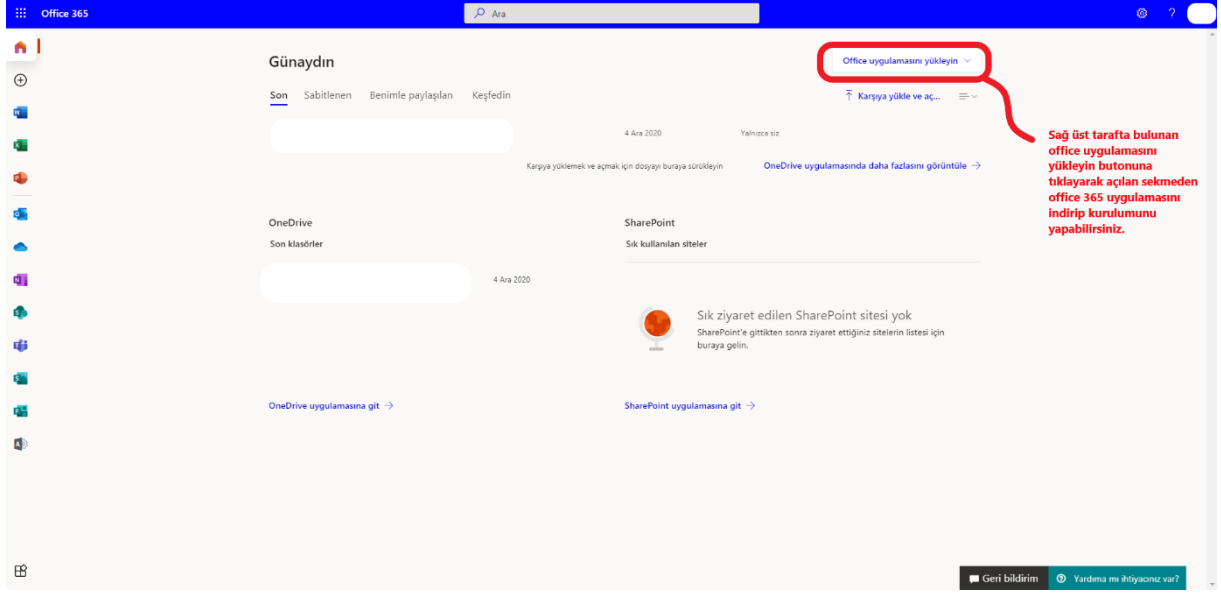 Office 365
Ara
Günaydın
Office uygulamasını yükleyin
Son Sabitlenen Benimle paylaşılan Keşfedin
Karşıya yükle ve aç...
4 Ara 2020 Yalnızca siz
Karşıya yüklemek ve açmak için dosyayı buraya sürükleyin
OneDrive uygulamasında daha fazlasını görüntüle →
Sağ üst tarafta bulunan
office uygulamasını
yükleyin butonuna
tıklayarak açılan sekmeden
office 365 uygulamasını
indirip kurulumunu
yapabilirsiniz.
OneDrive
Son klasörler
4 Ara 2020
SharePoint
Sık kullanılan siteler
Sık ziyaret edilen SharePoint sitesi yok
SharePoint'e gittikten sonra ziyaret ettiğiniz sitelerin listesi için
buraya gelin.
OneDrive uygulamasına git →
SharePoint uygulamasına git →
Geri bildirim
Yardıma mı ihtiyacınız var?